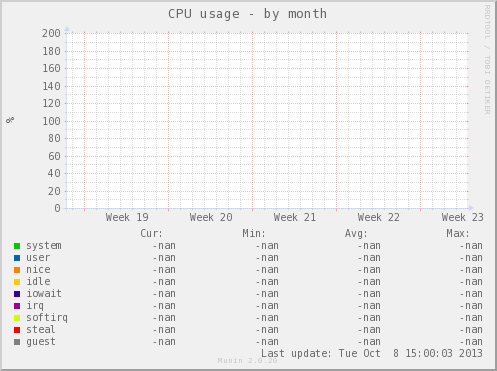 CPU usage - by month
RRDTOOL / TOBI OETIKER
%
200
180
160
140
120
100
80
60
40
20
0
Week 19 Week 20 Week 21 Week 22 Week 23
Cur: Min: Avg: Max:
system -nan -nan -nan -nan
user -nan -nan -nan -nan
nice -nan -nan -nan -nan
idle -nan -nan -nan -nan
iowait -nan -nan -nan -nan
irq -nan -nan -nan -nan
softirq -nan -nan -nan -nan
steal -nan -nan -nan -nan
guest -nan -nan -nan -nan
Last update: Tue Oct 8 15:00:03 2013
Munin 2.0.20